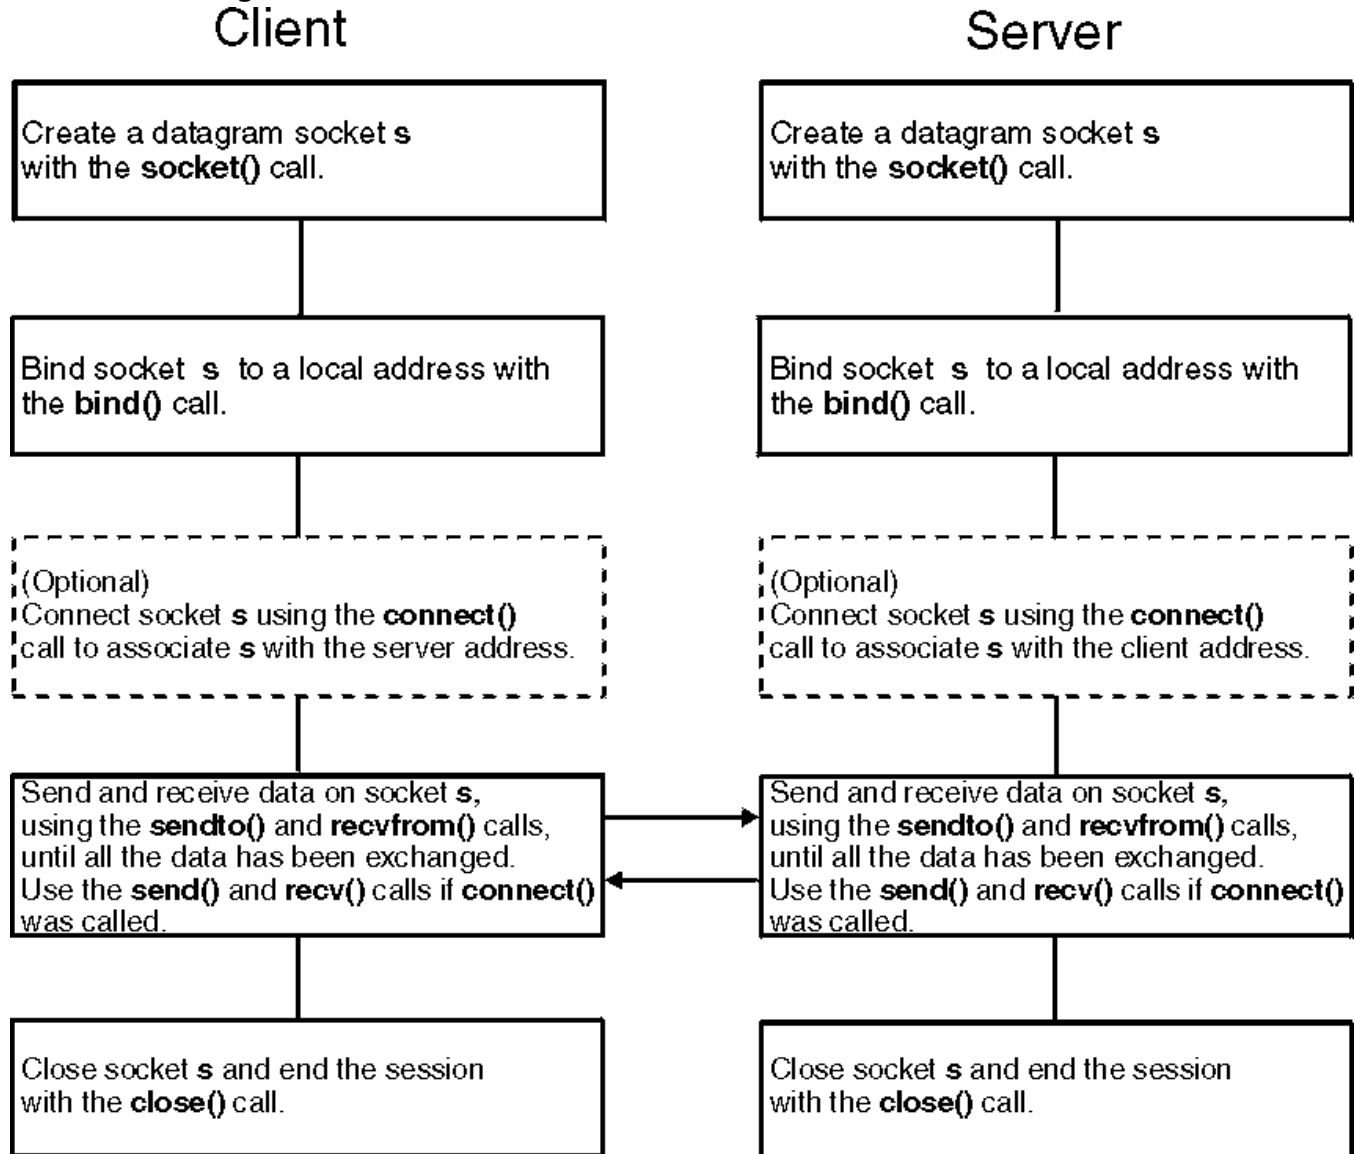 Client
Create a datagram socket s
with the socket() call.
Bind socket s to a local address with
the bind() call.
(Optional)
Connect socket s using the connect()
call to associate s with the server address.
Send and receive data on socket s,
using the sendto() and recvfrom() calls,
until all the data has been exchanged.
Use the send() and recv() calls if connect()
was called.
Close socket s and end the session
with the close() call.
Server
Create a datagram socket s
with the socket() call.
Bind socket s to a local address with
the bind() call.
(Optional)
Connect socket s using the connect()
call to associate s with the client address.
Send and receive data on socket s,
using the sendto() and recvfrom() calls,
until all the data has been exchanged.
Use the send() and recv() calls if connect()
was called.
Close socket s and end the session
with the close() call.